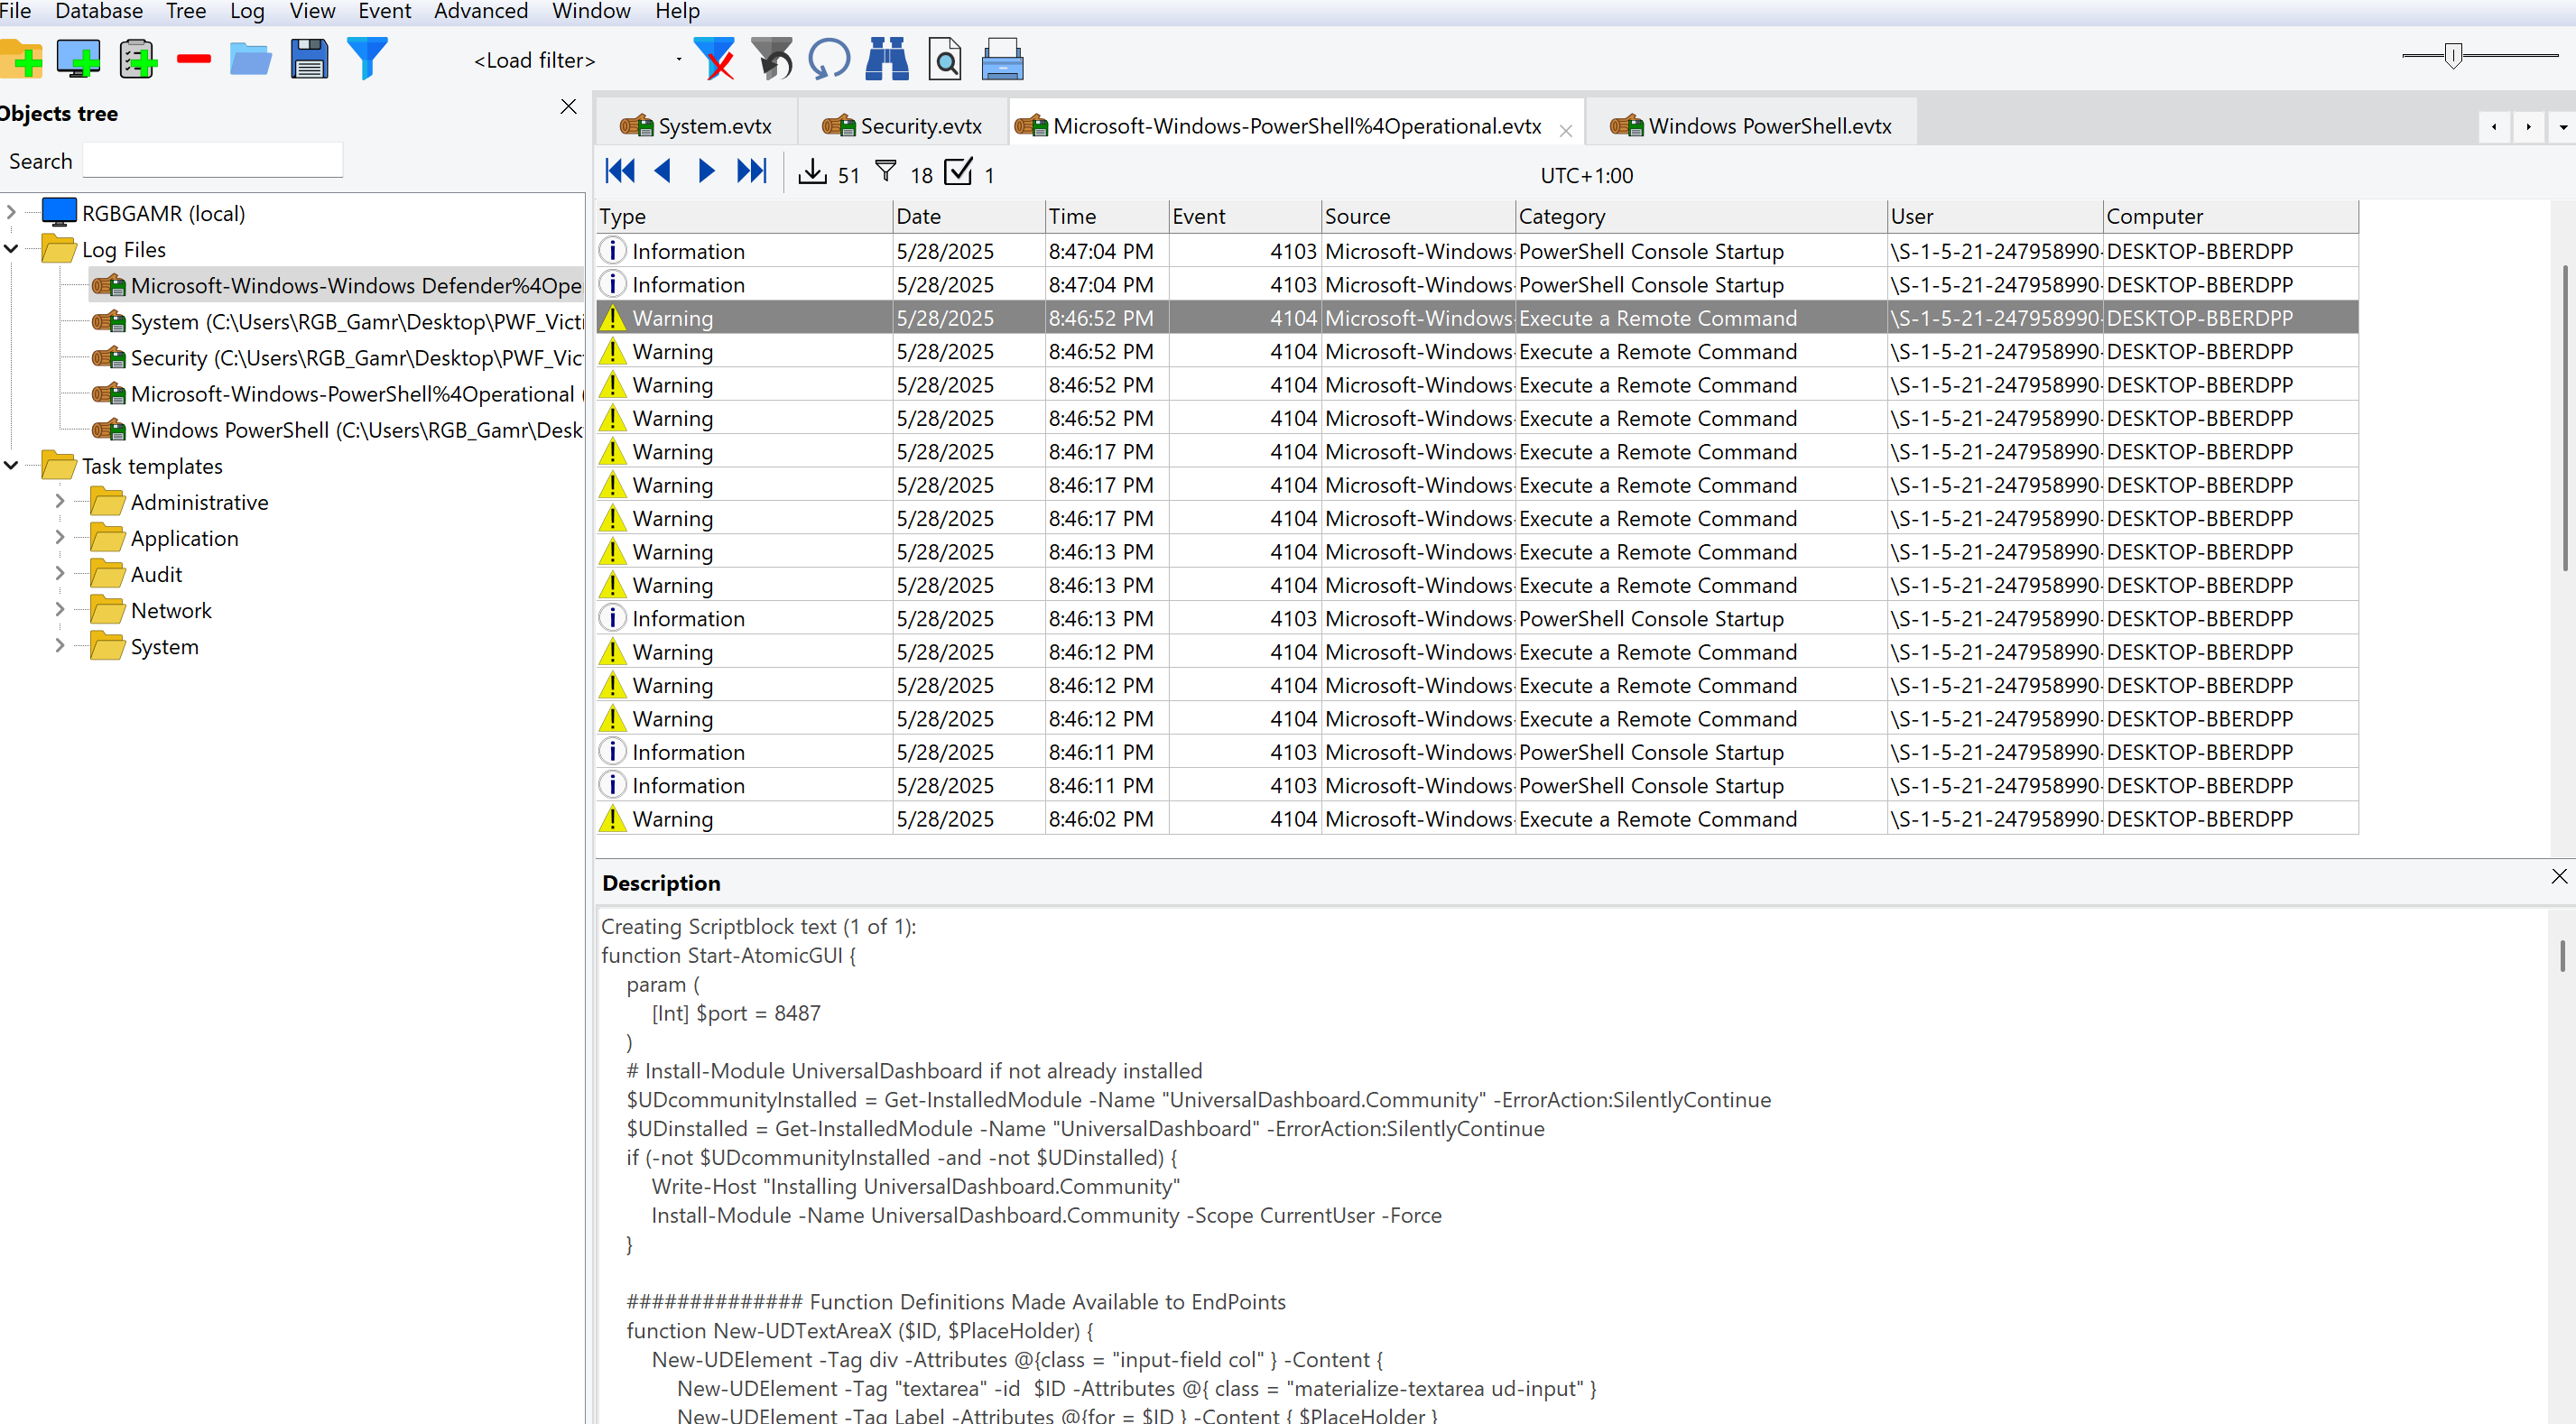 File Database Tree Log View Event Advanced Window Help
<Load filter>
Objects tree
Search
RGBGAMR (local)
Log Files
Microsoft-Windows-Windows Defender%4Ope
System (C:\Users\RGB_Gamr\Desktop\PWF_Victi
Security (C:\Users\RGB_Gamr\Desktop\PWF_Vic
Microsoft-Windows-PowerShell%4Operational (
Windows PowerShell (C:\Users\RGB_Gamr\Desk
Task templates
Administrative
Application
Audit
Network
System
System.evtx Security.evtx Microsoft-Windows-PowerShell%4Operational.evtx Windows PowerShell.evtx
51 18 1 UTC+1:00
Type Date Time Event Source Category User Computer
Information 5/28/2025 8:47:04 PM 4103 Microsoft-Windows- PowerShell Console Startup \S-1-5-21-247958990- DESKTOP-BBERDPP
Information 5/28/2025 8:47:04 PM 4103 Microsoft-Windows- PowerShell Console Startup \S-1-5-21-247958990- DESKTOP-BBERDPP
Warning 5/28/2025 8:46:52 PM 4104 Microsoft-Windows- Execute a Remote Command \S-1-5-21-247958990- DESKTOP-BBERDPP
Warning 5/28/2025 8:46:52 PM 4104 Microsoft-Windows- Execute a Remote Command \S-1-5-21-247958990- DESKTOP-BBERDPP
Warning 5/28/2025 8:46:52 PM 4104 Microsoft-Windows- Execute a Remote Command \S-1-5-21-247958990- DESKTOP-BBERDPP
Warning 5/28/2025 8:46:52 PM 4104 Microsoft-Windows- Execute a Remote Command \S-1-5-21-247958990- DESKTOP-BBERDPP
Warning 5/28/2025 8:46:17 PM 4104 Microsoft-Windows- Execute a Remote Command \S-1-5-21-247958990- DESKTOP-BBERDPP
Warning 5/28/2025 8:46:17 PM 4104 Microsoft-Windows- Execute a Remote Command \S-1-5-21-247958990- DESKTOP-BBERDPP
Warning 5/28/2025 8:46:17 PM 4104 Microsoft-Windows- Execute a Remote Command \S-1-5-21-247958990- DESKTOP-BBERDPP
Warning 5/28/2025 8:46:13 PM 4104 Microsoft-Windows- Execute a Remote Command \S-1-5-21-247958990- DESKTOP-BBERDPP
Warning 5/28/2025 8:46:13 PM 4104 Microsoft-Windows- Execute a Remote Command \S-1-5-21-247958990- DESKTOP-BBERDPP
Information 5/28/2025 8:46:13 PM 4103 Microsoft-Windows- PowerShell Console Startup \S-1-5-21-247958990- DESKTOP-BBERDPP
Warning 5/28/2025 8:46:12 PM 4104 Microsoft-Windows- Execute a Remote Command \S-1-5-21-247958990- DESKTOP-BBERDPP
Warning 5/28/2025 8:46:12 PM 4104 Microsoft-Windows- Execute a Remote Command \S-1-5-21-247958990- DESKTOP-BBERDPP
Warning 5/28/2025 8:46:12 PM 4104 Microsoft-Windows- Execute a Remote Command \S-1-5-21-247958990- DESKTOP-BBERDPP
Information 5/28/2025 8:46:11 PM 4103 Microsoft-Windows- PowerShell Console Startup \S-1-5-21-247958990- DESKTOP-BBERDPP
Information 5/28/2025 8:46:11 PM 4103 Microsoft-Windows- PowerShell Console Startup \S-1-5-21-247958990- DESKTOP-BBERDPP
Warning 5/28/2025 8:46:02 PM 4104 Microsoft-Windows- Execute a Remote Command \S-1-5-21-247958990- DESKTOP-BBERDPP
Description
Creating Scriptblock text (1 of 1):
function Start-AtomicGUI {
param (
[Int] $port = 8487
)
# Install-Module UniversalDashboard if not already installed
$UDcommunityInstalled = Get-InstalledModule -Name "UniversalDashboard.Community" -ErrorAction:SilentlyContinue
$UDinstalled = Get-InstalledModule -Name "UniversalDashboard" -ErrorAction:SilentlyContinue
if (-not $UDcommunityInstalled -and -not $UDinstalled) {
Write-Host "Installing UniversalDashboard.Community"
Install-Module -Name UniversalDashboard.Community -Scope CurrentUser -Force
}
############## Function Definitions Made Available to EndPoints
function New-UDTextAreaX ($ID, $PlaceHolder) {
New-UDElement -Tag div -Attributes @{class = "input-field col" } -Content {
New-UDElement -Tag "textarea" -id $ID -Attributes @{ class = "materialize-textarea ud-input" }
New-UDElement -Tag Label -Attributes @{for = $ID } -Content { $PlaceHolder }